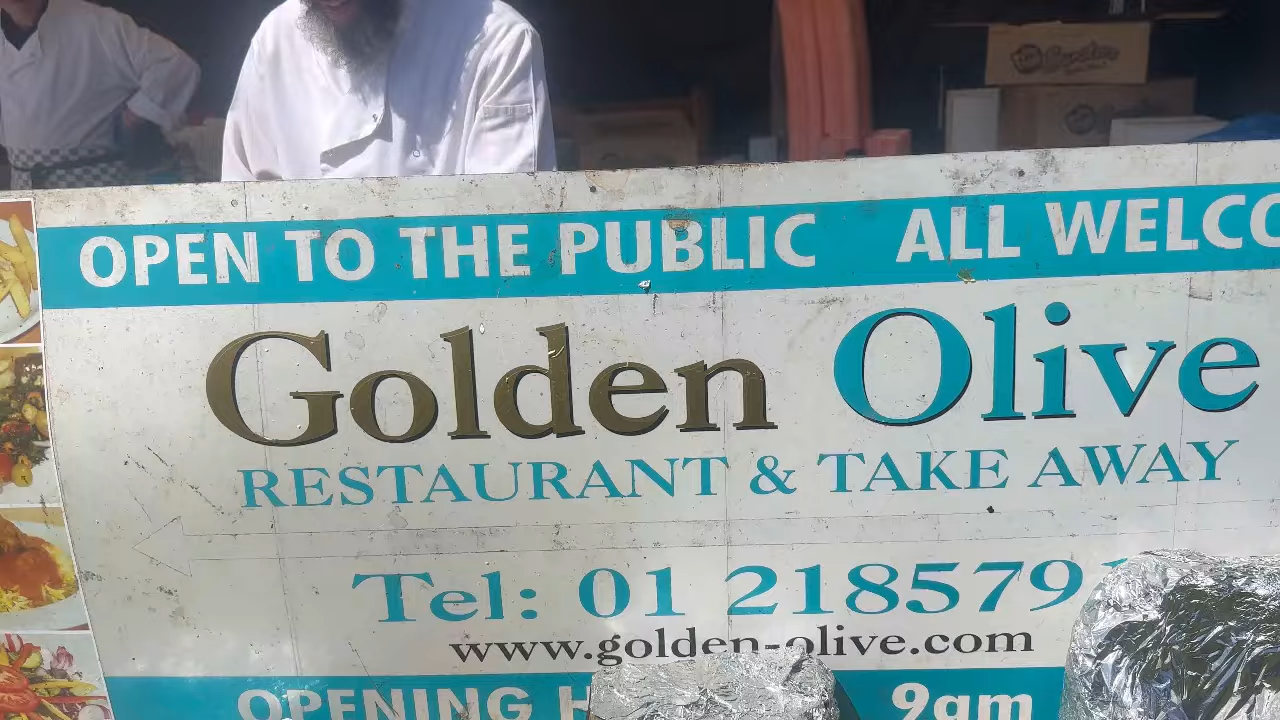 OPEN TO THE PUBLIC ALL WELCO
Golden Olive
RESTAURANT & TAKE AWAY
Tel: 01 218579
www.golden-olive.com
OPENING H 9am